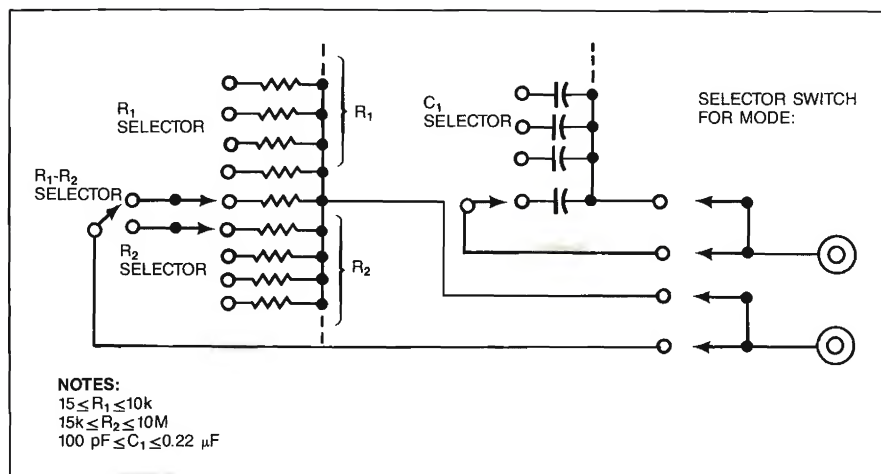 R₁
SELECTOR
R₁
R₁-R₂
SELECTOR
R₂
SELECTOR
R₂
C₁
SELECTOR
SELECTOR SWITCH
FOR MODE:
NOTES:
15≤R₁≤10k
15k≤R₂≤10M
100 pF≤C₁≤0.22 µF